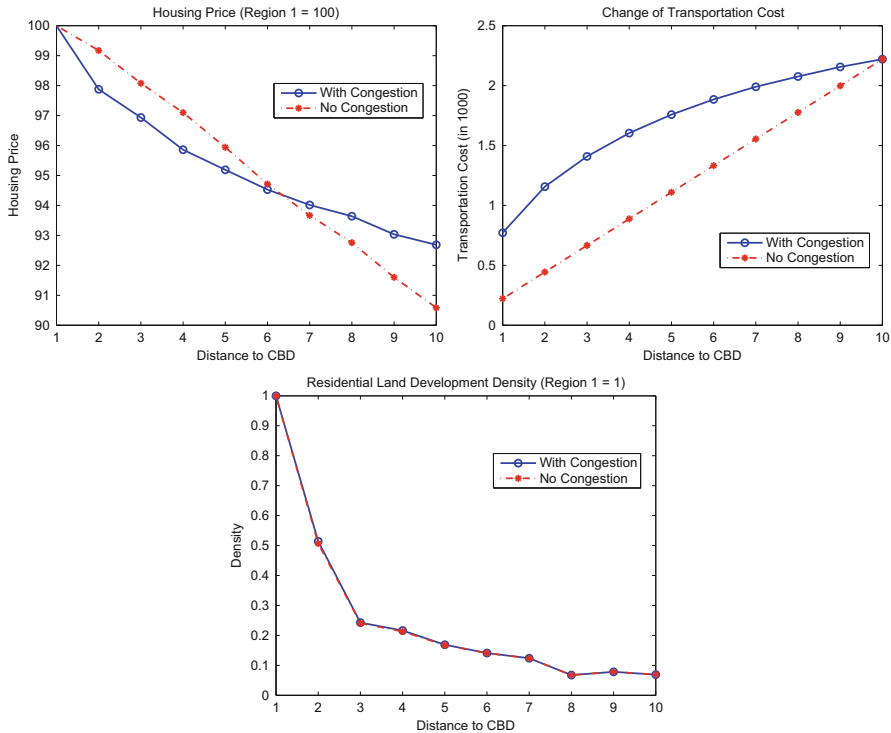 Housing Price (Region 1 = 100)
100
99
98
97
96
95
94
93
92
91
90
Housing Price
With Congestion
No Congestion
1 2 3 4 5 6 7 8 9 10
Distance to CBD
Change of Transportation Cost
2.5
2
1.5
1
0.5
0
Transportation Cost (in 1000)
With Congestion
No Congestion
1 2 3 4 5 6 7 8 9 10
Distance to CBD
Residential Land Development Density (Region 1 = 1)
1
0.9
0.8
0.7
0.6
0.5
0.4
0.3
0.2
0.1
0
Density
With Congestion
No Congestion
1 2 3 4 5 6 7 8 9 10
Distance to CBD